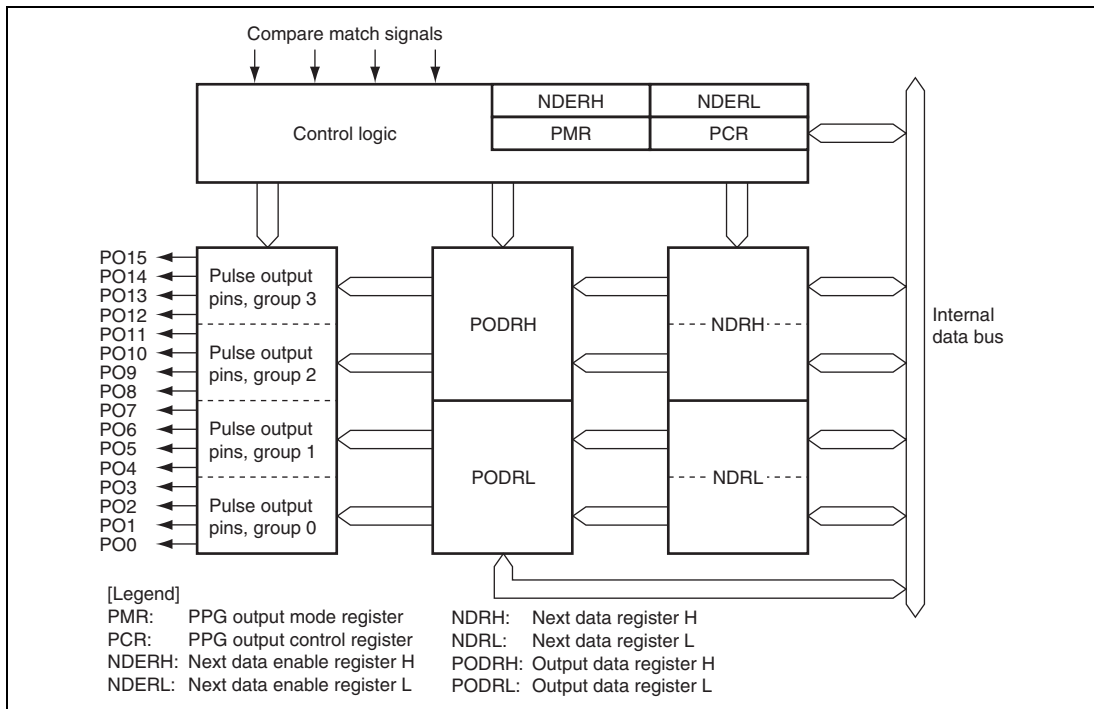 Compare match signals
NDERH
NDERL
Control logic
PMR
PCR
PO15
PO14
PO13
PO12
PO11
PO10
PO9
PO8
PO7
PO6
PO5
PO4
PO3
PO2
PO1
PO0
Pulse output
pins, group 3
Pulse output
pins, group 2
Pulse output
pins, group 1
Pulse output
pins, group 0
PODRH
PODRL
NDRH
NDRL
Internal
data bus
[Legend]
PMR: PPG output mode register
PCR: PPG output control register
NDERH: Next data enable register H
NDERL: Next data enable register L
NDRH: Next data register H
NDRL: Next data register L
PODRH: Output data register H
PODRL: Output data register L